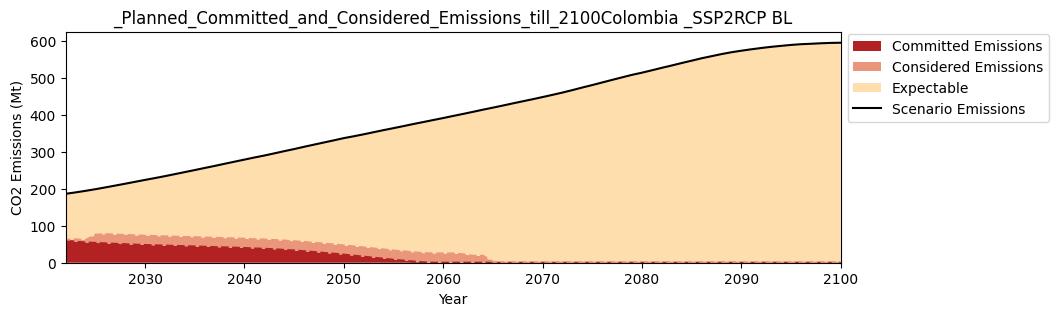 _Planned_Committed_and_Considered_Emissions_till_2100Colombia _SSP2RCP BL
CO2 Emissions (Mt)
600
500
400
300
200
100
0
2030 2040 2050 2060 2070 2080 2090 2100
Year
Committed Emissions
Considered Emissions
Expectable
Scenario Emissions